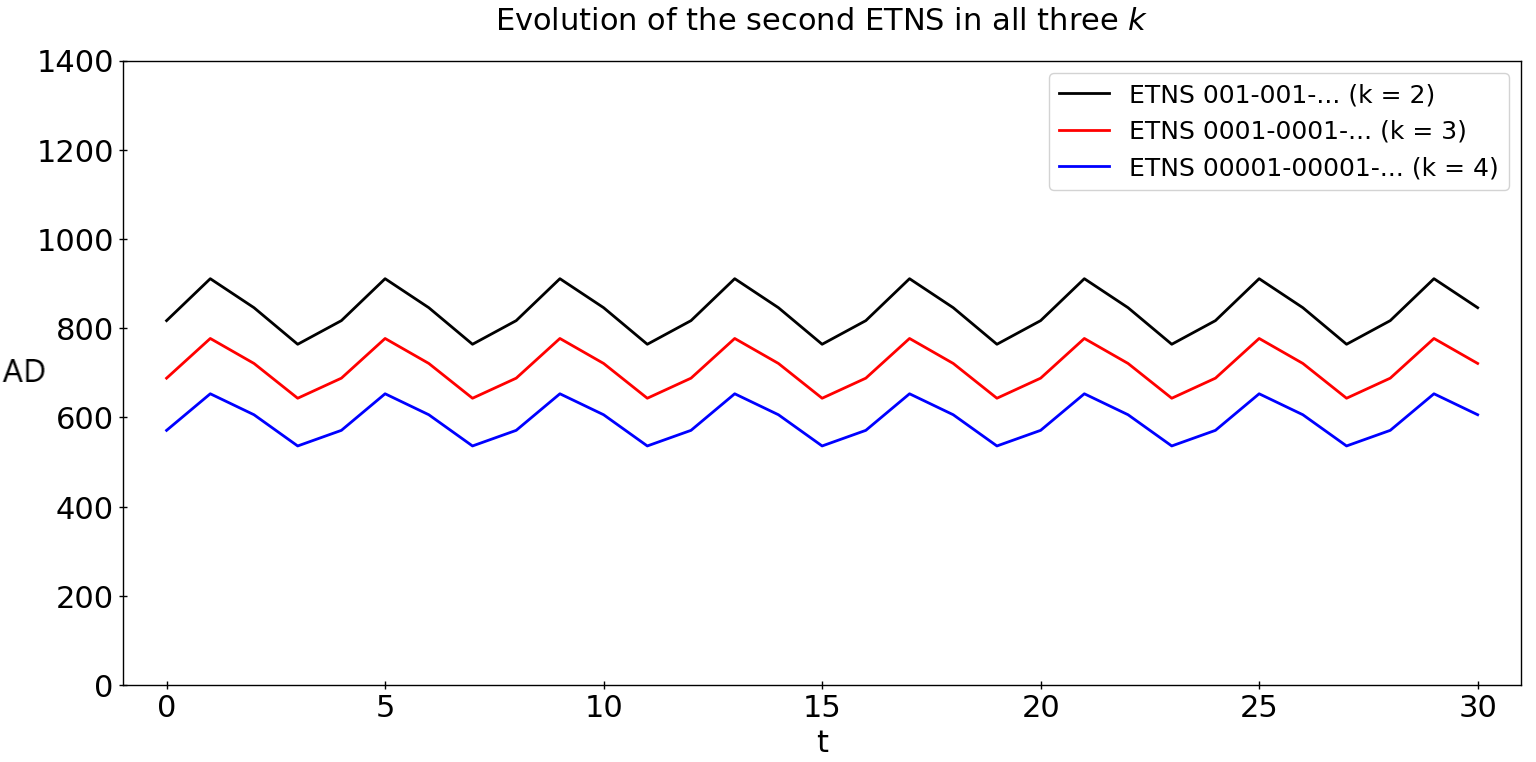 Evolution of the second ETNS in all three k
1400
1200
1000
800
600
400
200
0
AD
ETNS 001-001-... (k = 2)
ETNS 0001-0001-... (k = 3)
ETNS 00001-00001-... (k = 4)
0 5 10 15 20 25 30
t